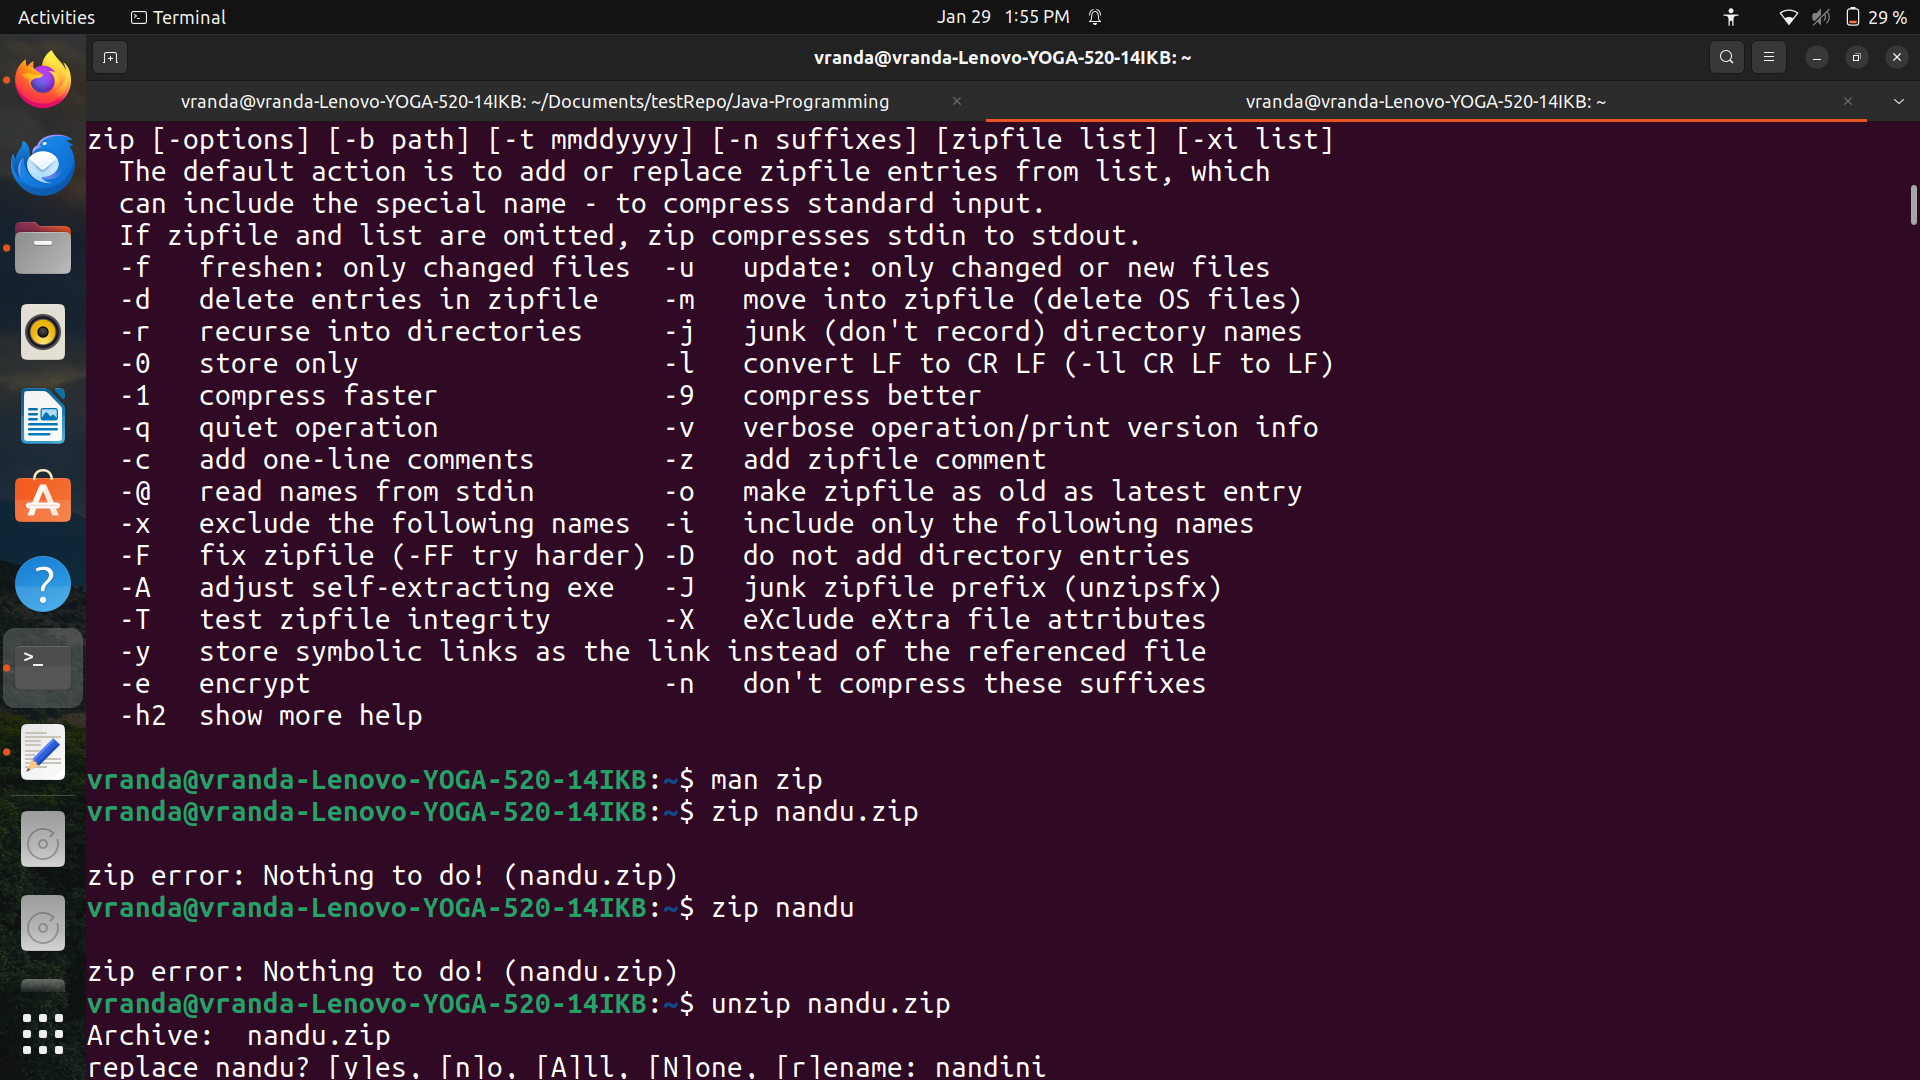 Activities Terminal Jan 29 1:55 PM 29 %
vranda@vranda-Lenovo-YOGA-520-14IKB: ~
vranda@vranda-Lenovo-YOGA-520-14IKB: ~/Documents/testRepo/Java-Programming × vranda@vranda-Lenovo-YOGA-520-14IKB: ~ ×
zip [-options] [-b path] [-t mmddyyyy] [-n suffixes] [zipfile list] [-xi list]
  The default action is to add or replace zipfile entries from list, which
  can include the special name - to compress standard input.
  If zipfile and list are omitted, zip compresses stdin to stdout.
  -f   freshen: only changed files  -u   update: only changed or new files
  -d   delete entries in zipfile    -m   move into zipfile (delete OS files)
  -r   recurse into directories     -j   junk (don't record) directory names
  -0   store only                   -l   convert LF to CR LF (-ll CR LF to LF)
  -1   compress faster              -9   compress better
  -q   quiet operation              -v   verbose operation/print version info
  -c   add one-line comments        -z   add zipfile comment
  -@   read names from stdin        -o   make zipfile as old as latest entry
  -x   exclude the following names  -i   include only the following names
  -F   fix zipfile (-FF try harder) -D   do not add directory entries
  -A   adjust self-extracting exe   -J   junk zipfile prefix (unzipsfx)
  -T   test zipfile integrity       -X   eXclude eXtra file attributes
  -y   store symbolic links as the link instead of the referenced file
  -e   encrypt                      -n   don't compress these suffixes
  -h2  show more help
vranda@vranda-Lenovo-YOGA-520-14IKB:~$ man zip
vranda@vranda-Lenovo-YOGA-520-14IKB:~$ zip nandu.zip
zip error: Nothing to do! (nandu.zip)
vranda@vranda-Lenovo-YOGA-520-14IKB:~$ zip nandu
zip error: Nothing to do! (nandu.zip)
vranda@vranda-Lenovo-YOGA-520-14IKB:~$ unzip nandu.zip
Archive:  nandu.zip
replace nandu? [y]es, [n]o, [A]ll, [N]one, [r]ename: nandini